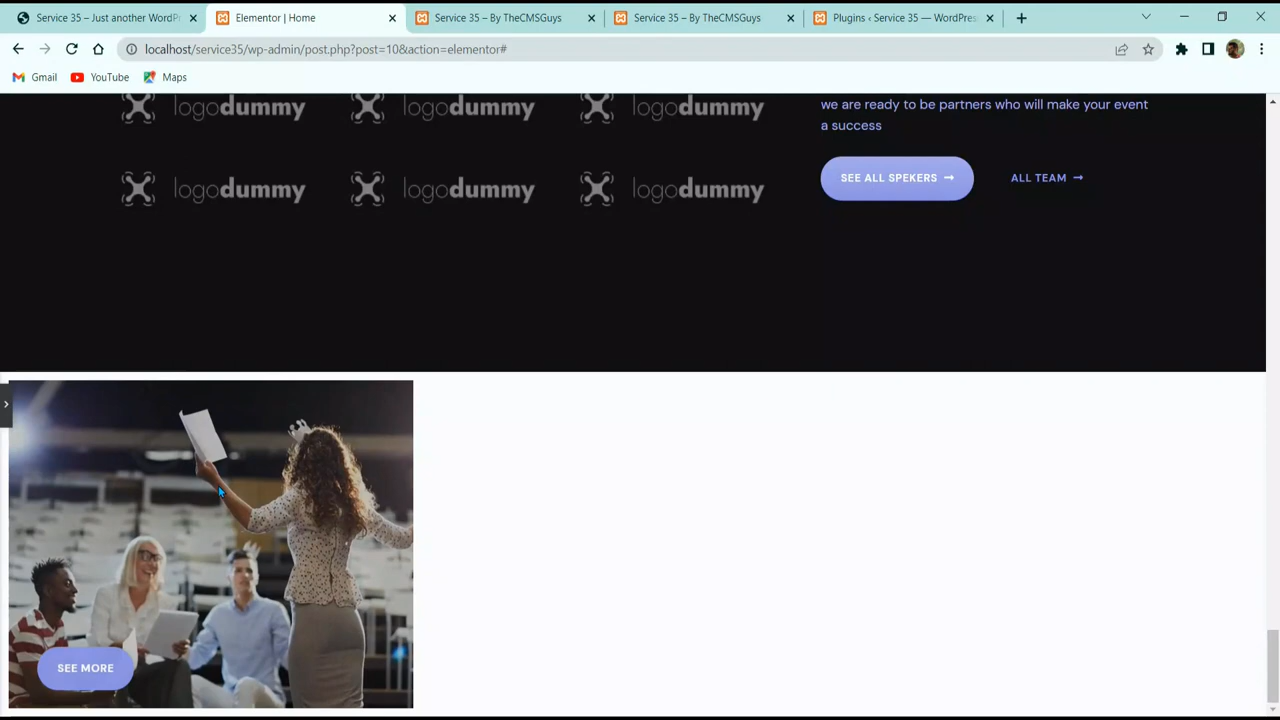 Service 35 – Just another WordPr
Elementor | Home
Service 35 – By TheCMSGuys
Service 35 – By TheCMSGuys
Plugins ‹ Service 35 — WordPres
localhost/service35/wp-admin/post.php?post=10&action=elementor#
Gmail
YouTube
Maps
logodummy
logodummy
logodummy
we are ready to be partners who will make your event
a success
logodummy
logodummy
logodummy
SEE ALL SPEKERS
ALL TEAM
SEE MORE